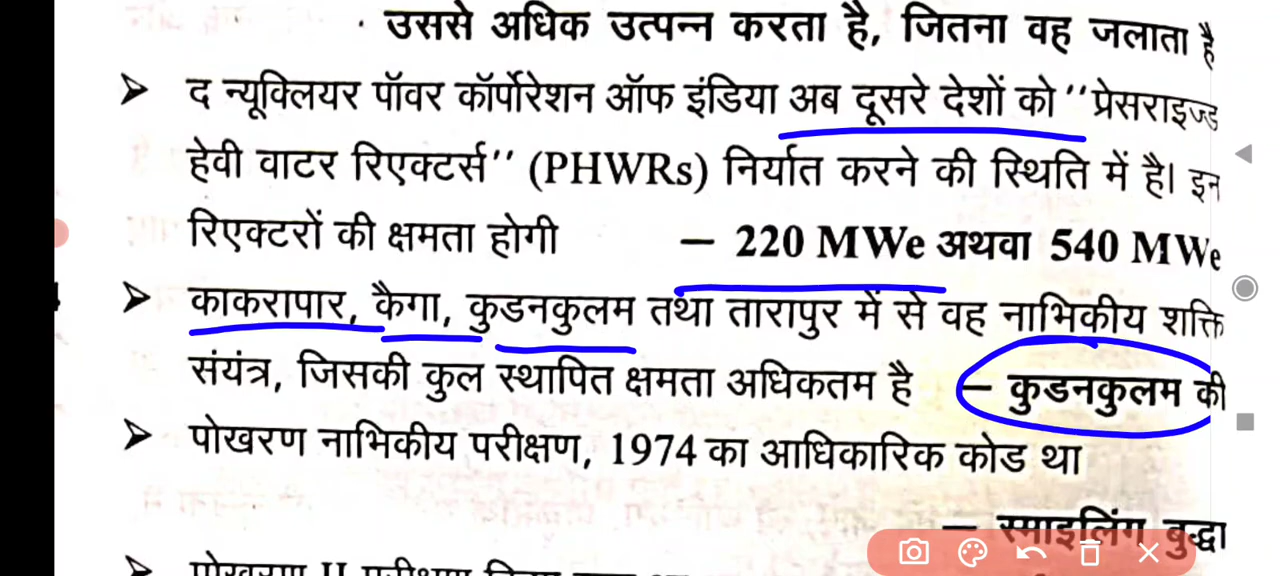 उससे अधिक उत्पन्न करता है, जितना वह जलाता है
➤ द न्यूक्लियर पॉवर कॉर्पोरेशन ऑफ इंडिया अब दूसरे देशों को ''प्रेसराइज्ड
हेवी वाटर रिएक्टर्स'' (PHWRs) निर्यात करने की स्थिति में है। इन
रिएक्टरों की क्षमता होगी – 220 MWe अथवा 540 MWe
➤ काकरापार, कैगा, कुडनकुलम तथा तारापुर में से वह नाभिकीय शक्ति
संयंत्र, जिसकी कुल स्थापित क्षमता अधिकतम है – कुडनकुलम की
➤ पोखरण नाभिकीय परीक्षण, 1974 का आधिकारिक कोड था
– स्माइलिंग बुद्धा